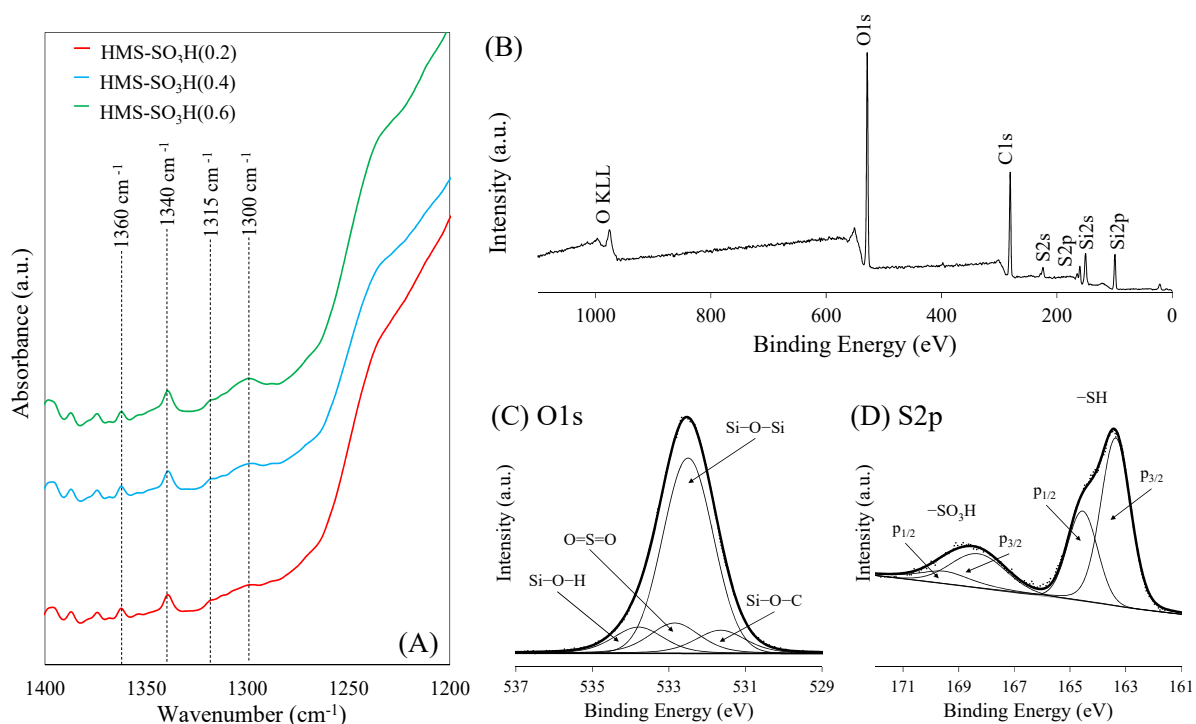 HMS-SO₃H(0.2)
HMS-SO₃H(0.4)
HMS-SO₃H(0.6)
1360 cm⁻¹
1340 cm⁻¹
1315 cm⁻¹
1300 cm⁻¹
Absorbance (a.u.)
(A)
1400 1350 1300 1250 1200
Wavenumber (cm⁻¹)
(B)
Intensity (a.u.)
O KLL
O1s
C1s
S2s
S2p
Si2s
Si2p
1000 800 600 400 200 0
Binding Energy (eV)
(C) O1s
Intensity (a.u.)
Si−O−Si
O=S=O
Si−O−H
Si−O−C
537 535 533 531 529
Binding Energy (eV)
(D) S2p
Intensity (a.u.)
−SH
p₁/₂
p₃/₂
−SO₃H
p₁/₂
p₃/₂
171 169 167 165 163 161
Binding Energy (eV)